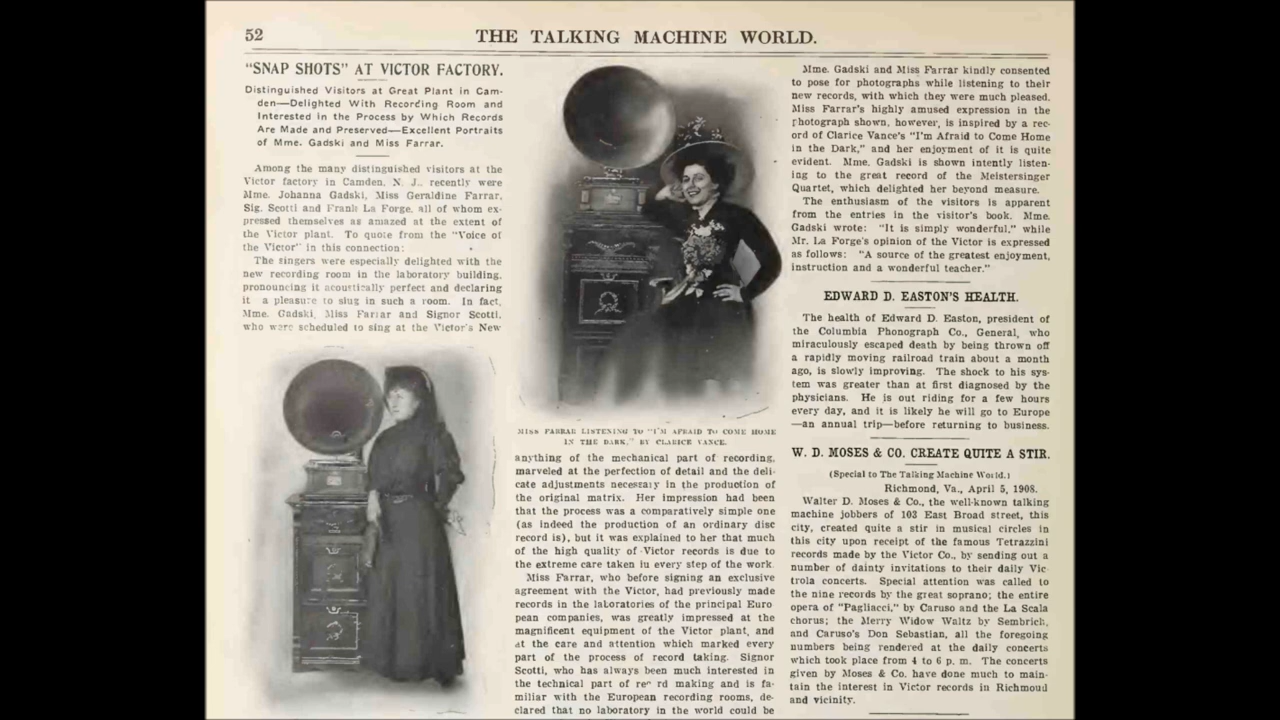 52
THE TALKING MACHINE WORLD.
"SNAP SHOTS" AT VICTOR FACTORY.
Distinguished Visitors at Great Plant in Cam-
den—Delighted With Recording Room and
Interested in the Process by Which Records
Are Made and Preserved—Excellent Portraits
of Mme. Gadski and Miss Farrar.
Among the many distinguished visitors at the
Victor factory in Camden, N. J., recently were
Mme. Johanna Gadski, Miss Geraldine Farrar,
Sig. Scotti and Frank La Forge, all of whom ex-
pressed themselves as amazed at the extent of
the Victor plant. To quote from the "Voice of
the Victor" in this connection:
The singers were especially delighted with the
new recording room in the laboratory building,
pronouncing it acoustically perfect and declaring
it a pleasure to sing in such a room. In fact,
Mme. Gadski, Miss Farrar and Signor Scotti,
who were scheduled to sing at the Victor's New
MISS FARRAR LISTENING TO "I'M AFRAID TO COME HOME
IN THE DARK," BY CLARICE VANCE.
anything of the mechanical part of recording,
marveled at the perfection of detail and the deli-
cate adjustments necessary in the production of
the original matrix. Her impression had been
that the process was a comparatively simple one
(as indeed the production of an ordinary disc
record is), but it was explained to her that much
of the high quality of Victor records is due to
the extreme care taken in every step of the work.
Miss Farrar, who before signing an exclusive
agreement with the Victor, had previously made
records in the laboratories of the principal Euro
pean companies, was greatly impressed at the
magnificent equipment of the Victor plant, and
at the care and attention which marked every
part of the process of record taking. Signor
Scotti, who has always been much interested in
the technical part of re rd making and is fa-
miliar with the European recording rooms, de-
clared that no laboratory in the world could be
Mme. Gadski and Miss Farrar kindly consented
to pose for photographs while listening to their
new records, with which they were much pleased.
Miss Farrar's highly amused expression in the
photograph shown, however, is inspired by a rec-
ord of Clarice Vance's "I'm Afraid to Come Home
in the Dark," and her enjoyment of it is quite
evident. Mme. Gadski is shown intently listen-
ing to the great record of the Meistersinger
Quartet, which delighted her beyond measure.
The enthusiasm of the visitors is apparent
from the entries in the visitor's book. Mme.
Gadski wrote: "It is simply wonderful," while
Mr. La Forge's opinion of the Victor is expressed
as follows: "A source of the greatest enjoyment,
instruction and a wonderful teacher."
EDWARD D. EASTON'S HEALTH.
The health of Edward D. Easton, president of
the Columbia Phonograph Co., General, who
miraculously escaped death by being thrown off
a rapidly moving railroad train about a month
ago, is slowly improving. The shock to his sys-
tem was greater than at first diagnosed by the
physicians. He is out riding for a few hours
every day, and it is likely he will go to Europe
—an annual trip—before returning to business.
W. D. MOSES & CO. CREATE QUITE A STIR.
(Special to The Talking Machine World.)
Richmond, Va., April 5, 1908.
Walter D. Moses & Co., the well-known talking
machine jobbers of 103 East Broad street, this
city, created quite a stir in musical circles in
this city upon receipt of the famous Tetrazzini
records made by the Victor Co., by sending out a
number of dainty invitations to their daily Vic
trola concerts. Special attention was called to
the nine records by the great soprano; the entire
opera of "Pagliacci," by Caruso and the La Scala
chorus; the Merry Widow Waltz by Sembrich,
and Caruso's Don Sebastian, all the foregoing
numbers being rendered at the daily concerts
which took place from 4 to 6 p. m. The concerts
given by Moses & Co. have done much to main-
tain the interest in Victor records in Richmond
and vicinity.